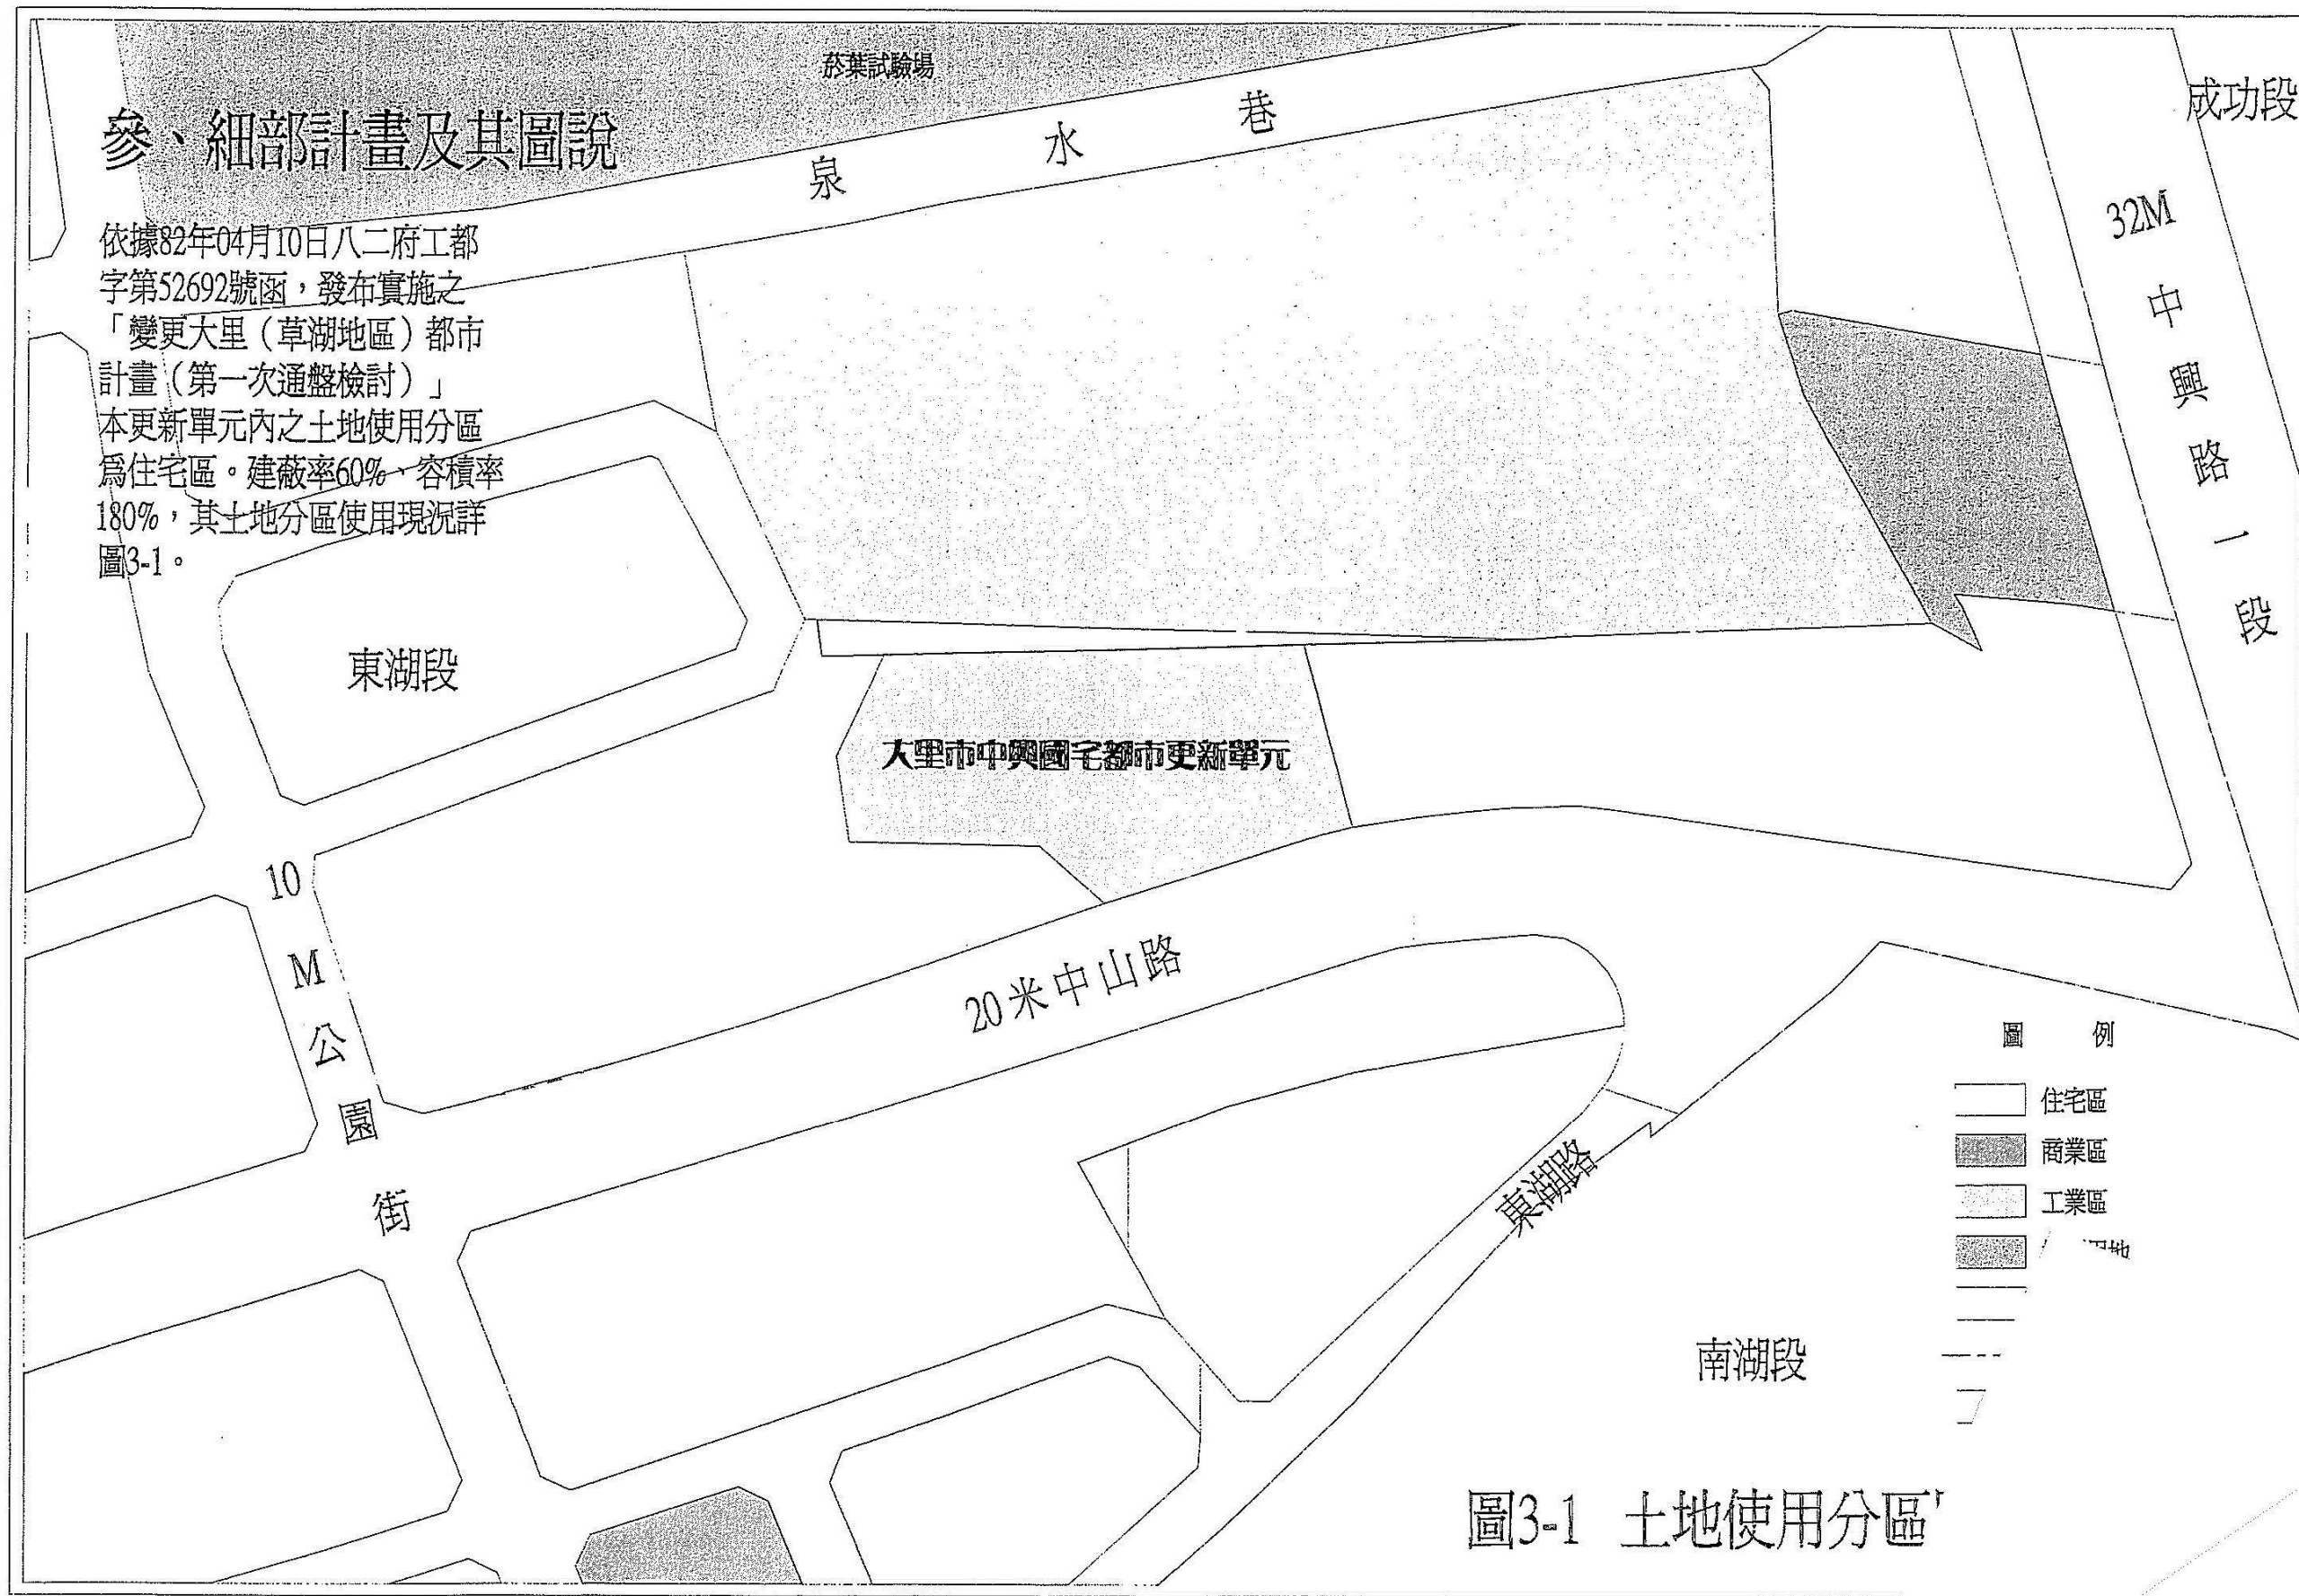 菸葉試驗場
參、細部計畫及其圖說
泉水巷
成功段
依據82年04月10日八二府工都
字第52692號函，發布實施之
「變更大里（草湖地區）都市
計畫（第一次通盤檢討）」
本更新單元內之土地使用分區
為住宅區。建蔽率60%、容積率
180%，其土地分區使用現況詳
圖3-1。
32M中興路一段
東湖段
大里市中興國宅都市更新單元
10M公園街
20米中山路
東湖路
圖 例
住宅區
商業區
工業區
用地
南湖段
圖3-1 土地使用分區